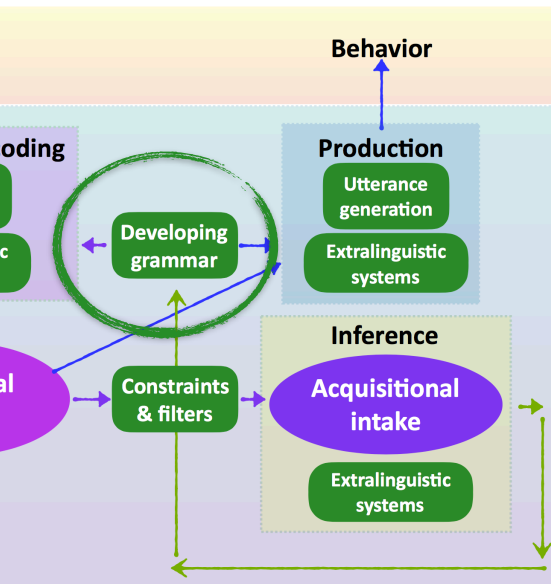 Behavior
oding
Production
Utterance
generation
c
Developing
grammar
Extralinguistic
systems
Inference
al
Constraints
& filters
Acquisitional
intake
Extralinguistic
systems